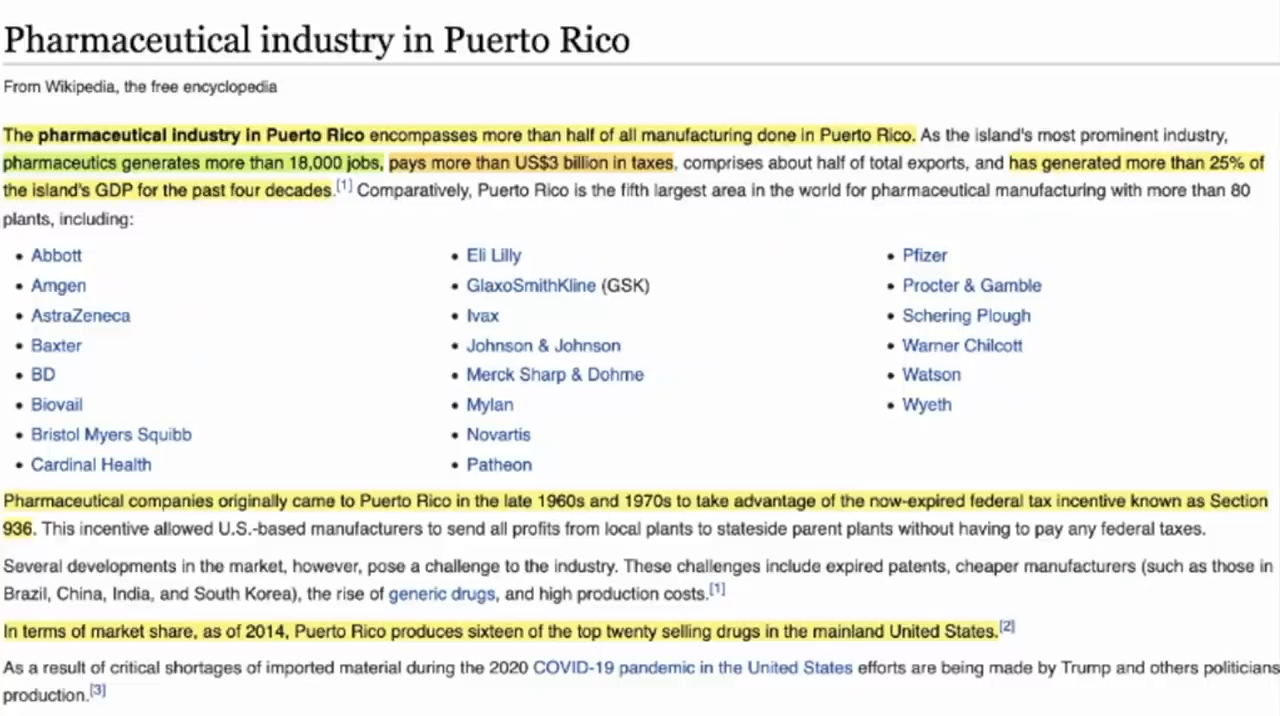 Pharmaceutical industry in Puerto Rico
From Wikipedia, the free encyclopedia
The pharmaceutical industry in Puerto Rico encompasses more than half of all manufacturing done in Puerto Rico. As the island's most prominent industry,
pharmaceutics generates more than 18,000 jobs, pays more than US$3 billion in taxes, comprises about half of total exports, and has generated more than 25% of
the island's GDP for the past four decades.[1] Comparatively, Puerto Rico is the fifth largest area in the world for pharmaceutical manufacturing with more than 80
plants, including:
• Abbott
• Amgen
• AstraZeneca
• Baxter
• BD
• Biovail
• Bristol Myers Squibb
• Cardinal Health
• Eli Lilly
• GlaxoSmithKline (GSK)
• Ivax
• Johnson & Johnson
• Merck Sharp & Dohme
• Mylan
• Novartis
• Patheon
• Pfizer
• Procter & Gamble
• Schering Plough
• Warner Chilcott
• Watson
• Wyeth
Pharmaceutical companies originally came to Puerto Rico in the late 1960s and 1970s to take advantage of the now-expired federal tax incentive known as Section
936. This incentive allowed U.S.-based manufacturers to send all profits from local plants to stateside parent plants without having to pay any federal taxes.
Several developments in the market, however, pose a challenge to the industry. These challenges include expired patents, cheaper manufacturers (such as those in
Brazil, China, India, and South Korea), the rise of generic drugs, and high production costs.[1]
In terms of market share, as of 2014, Puerto Rico produces sixteen of the top twenty selling drugs in the mainland United States.[2]
As a result of critical shortages of imported material during the 2020 COVID-19 pandemic in the United States efforts are being made by Trump and others politicians
production.[3]